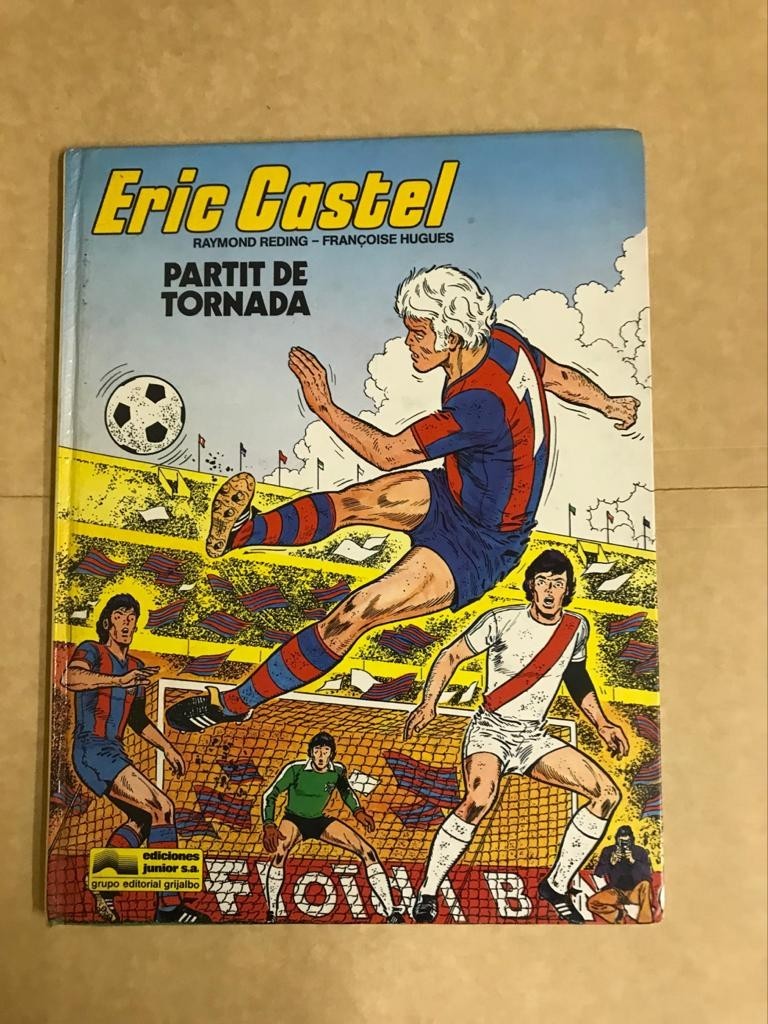 Eric Castel
RAYMOND REDING – FRANÇOISE HUGUES
PARTIT DE
TORNADA
ediciones
junior s.a.
grupo editorial grijalbo